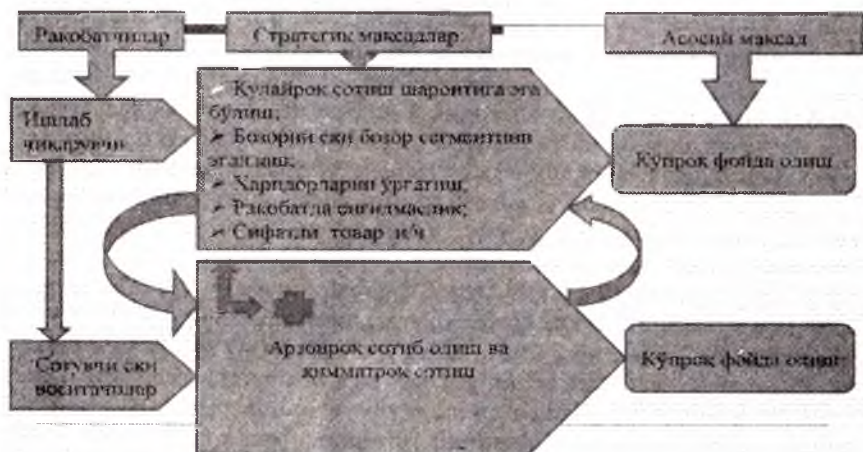 Рақобатчилар
Стратегик мақсадлар
Асосий мақсад
Ишлаб
чиқарувчи
Қулайроқ сотиш шароитига эга
бўлиш;
Бозорни ёки бозор сегментини
эгаллаш;
Харидорларни ўргатиш;
Рақобатда енгилмаслик;
Сифатли товар и/ч
Кўпроқ фойда олиш
Сотувчи ёки
воситачилар
Арзонроқ сотиб олиш ва
қимматроқ сотиш
Кўпроқ фойда олиш